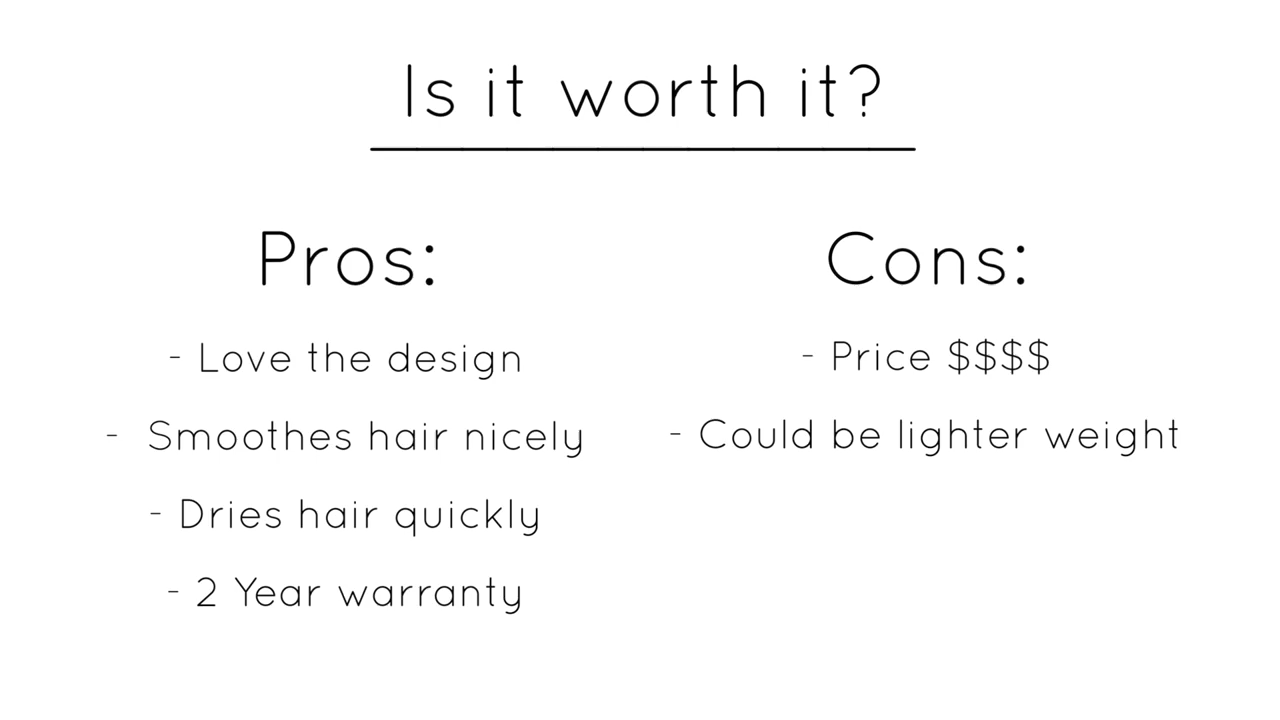 Is it worth it?
Pros:
- Love the design
- Smoothes hair nicely
- Dries hair quickly
- 2 Year warranty
Cons:
- Price $$$$
- Could be lighter weight